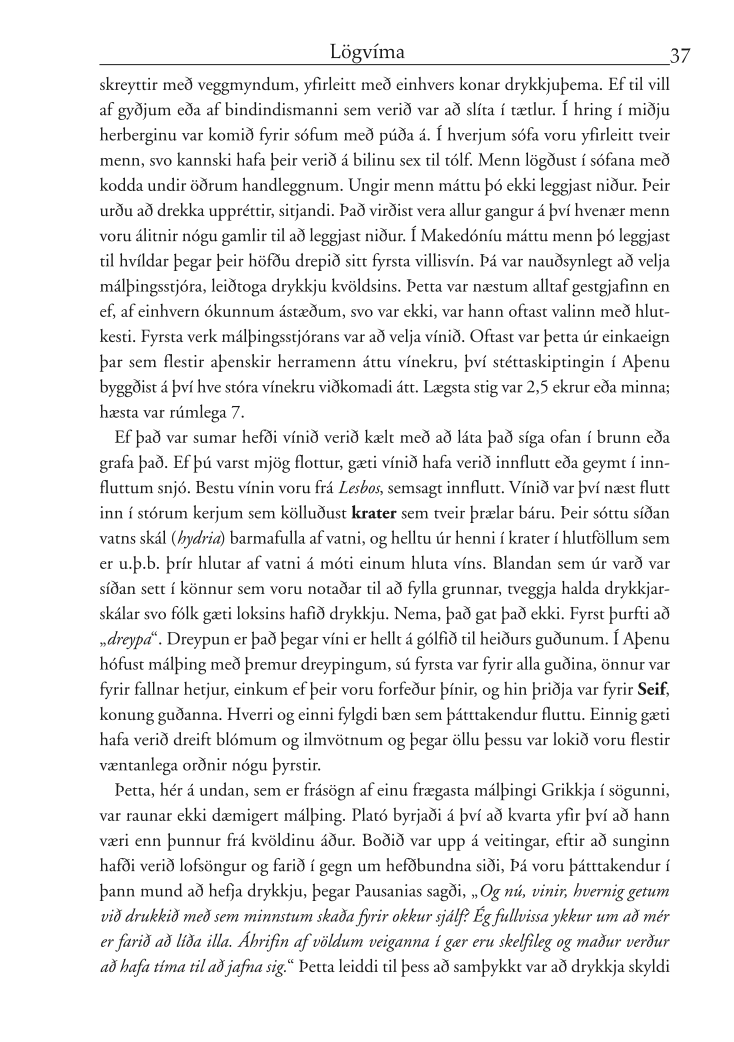 Lögvíma 37
skreyttir með veggmyndum, yfirleitt með einhvers konar drykkjuþema. Ef til vill
af gyðjum eða af bindindismanni sem verið var að slíta í tætlur. Í hring í miðju
herberginu var komið fyrir sófum með púða á. Í hverjum sófa voru yfirleitt tveir
menn, svo kannski hafa þeir verið á bilinu sex til tólf. Menn lögðust í sófana með
kodda undir öðrum handleggnum. Ungir menn máttu þó ekki leggjast niður. Þeir
urðu að drekka uppréttir, sitjandi. Það virðist vera allur gangur á því hvenær menn
voru álitnir nógu gamlir til að leggjast niður. Í Makedóníu máttu menn þó leggjast
til hvíldar þegar þeir höfðu drepið sitt fyrsta villisvín. Þá var nauðsynlegt að velja
málþingsstjóra, leiðtoga drykkju kvöldsins. Þetta var næstum alltaf gestgjafinn en
ef, af einhvern ókunnum ástæðum, svo var ekki, var hann oftast valinn með hlut-
kesti. Fyrsta verk málþingsstjórans var að velja vínið. Oftast var þetta úr einkaeign
þar sem flestir aþenskir herramenn áttu vínekru, því stéttaskiptingin í Aþenu
byggðist á því hve stóra vínekru viðkomadi átt. Lægsta stig var 2,5 ekrur eða minna;
hæsta var rúmlega 7.
Ef það var sumar hefði vínið verið kælt með að láta það síga ofan í brunn eða
grafa það. Ef þú varst mjög flottur, gæti vínið hafa verið innflutt eða geymt í inn-
fluttum snjó. Bestu vínin voru frá Lesbos, semsagt innflutt. Vínið var því næst flutt
inn í stórum kerjum sem kölluðust krater sem tveir þrælar báru. Þeir sóttu síðan
vatns skál (hydria) barmafulla af vatni, og helltu úr henni í krater í hlutföllum sem
er u.þ.b. þrír hlutar af vatni á móti einum hluta víns. Blandan sem úr varð var
síðan sett í könnur sem voru notaðar til að fylla grunnar, tveggja halda drykkjar-
skálar svo fólk gæti loksins hafið drykkju. Nema, það gat það ekki. Fyrst þurfti að
„dreypa“. Dreypun er það þegar víni er hellt á gólfið til heiðurs guðunum. Í Aþenu
hófust málþing með þremur dreypingum, sú fyrsta var fyrir alla guðina, önnur var
fyrir fallnar hetjur, einkum ef þeir voru forfeður þínir, og hin þriðja var fyrir Seif,
konung guðanna. Hverri og einni fylgdi bæn sem þátttakendur fluttu. Einnig gæti
hafa verið dreift blómum og ilmvötnum og þegar öllu þessu var lokið voru flestir
væntanlega orðnir nógu þyrstir.
Þetta, hér á undan, sem er frásögn af einu frægasta málþingi Grikkja í sögunni,
var raunar ekki dæmigert málþing. Plató byrjaði á því að kvarta yfir því að hann
væri enn þunnur frá kvöldinu áður. Boðið var upp á veitingar, eftir að sunginn
hafði verið lofsöngur og farið í gegn um hefðbundna siði, Þá voru þátttakendur í
þann mund að hefja drykkju, þegar Pausanias sagði, „Og nú, vinir, hvernig getum
við drukkið með sem minnstum skaða fyrir okkur sjálf? Ég fullvissa ykkur um að mér
er farið að líða illa. Áhrifin af völdum veiganna í gær eru skelfileg og maður verður
að hafa tíma til að jafna sig.“ Þetta leiddi til þess að samþykkt var að drykkja skyldi